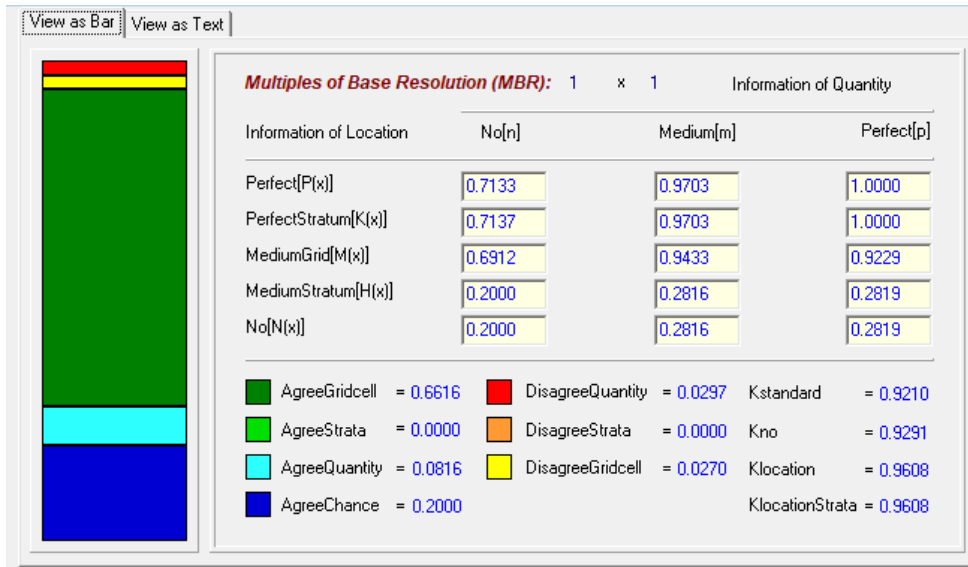 View as Bar View as Text
Multiples of Base Resolution (MBR): 1 x 1 Information of Quantity
Information of Location No[n] Medium[m] Perfect[p]
Perfect[P(x)] 0.7133 0.9703 1.0000
PerfectStratum[K(x)] 0.7137 0.9703 1.0000
MediumGrid[M(x)] 0.6912 0.9433 0.9229
MediumStratum[H(x)] 0.2000 0.2816 0.2819
No[N(x)] 0.2000 0.2816 0.2819
AgreeGridcell = 0.6616 DisagreeQuantity = 0.0297 Kstandard = 0.9210
AgreeStrata = 0.0000 DisagreeStrata = 0.0000 Kno = 0.9291
AgreeQuantity = 0.0816 DisagreeGridcell = 0.0270 Klocation = 0.9608
AgreeChance = 0.2000 KlocationStrata = 0.9608